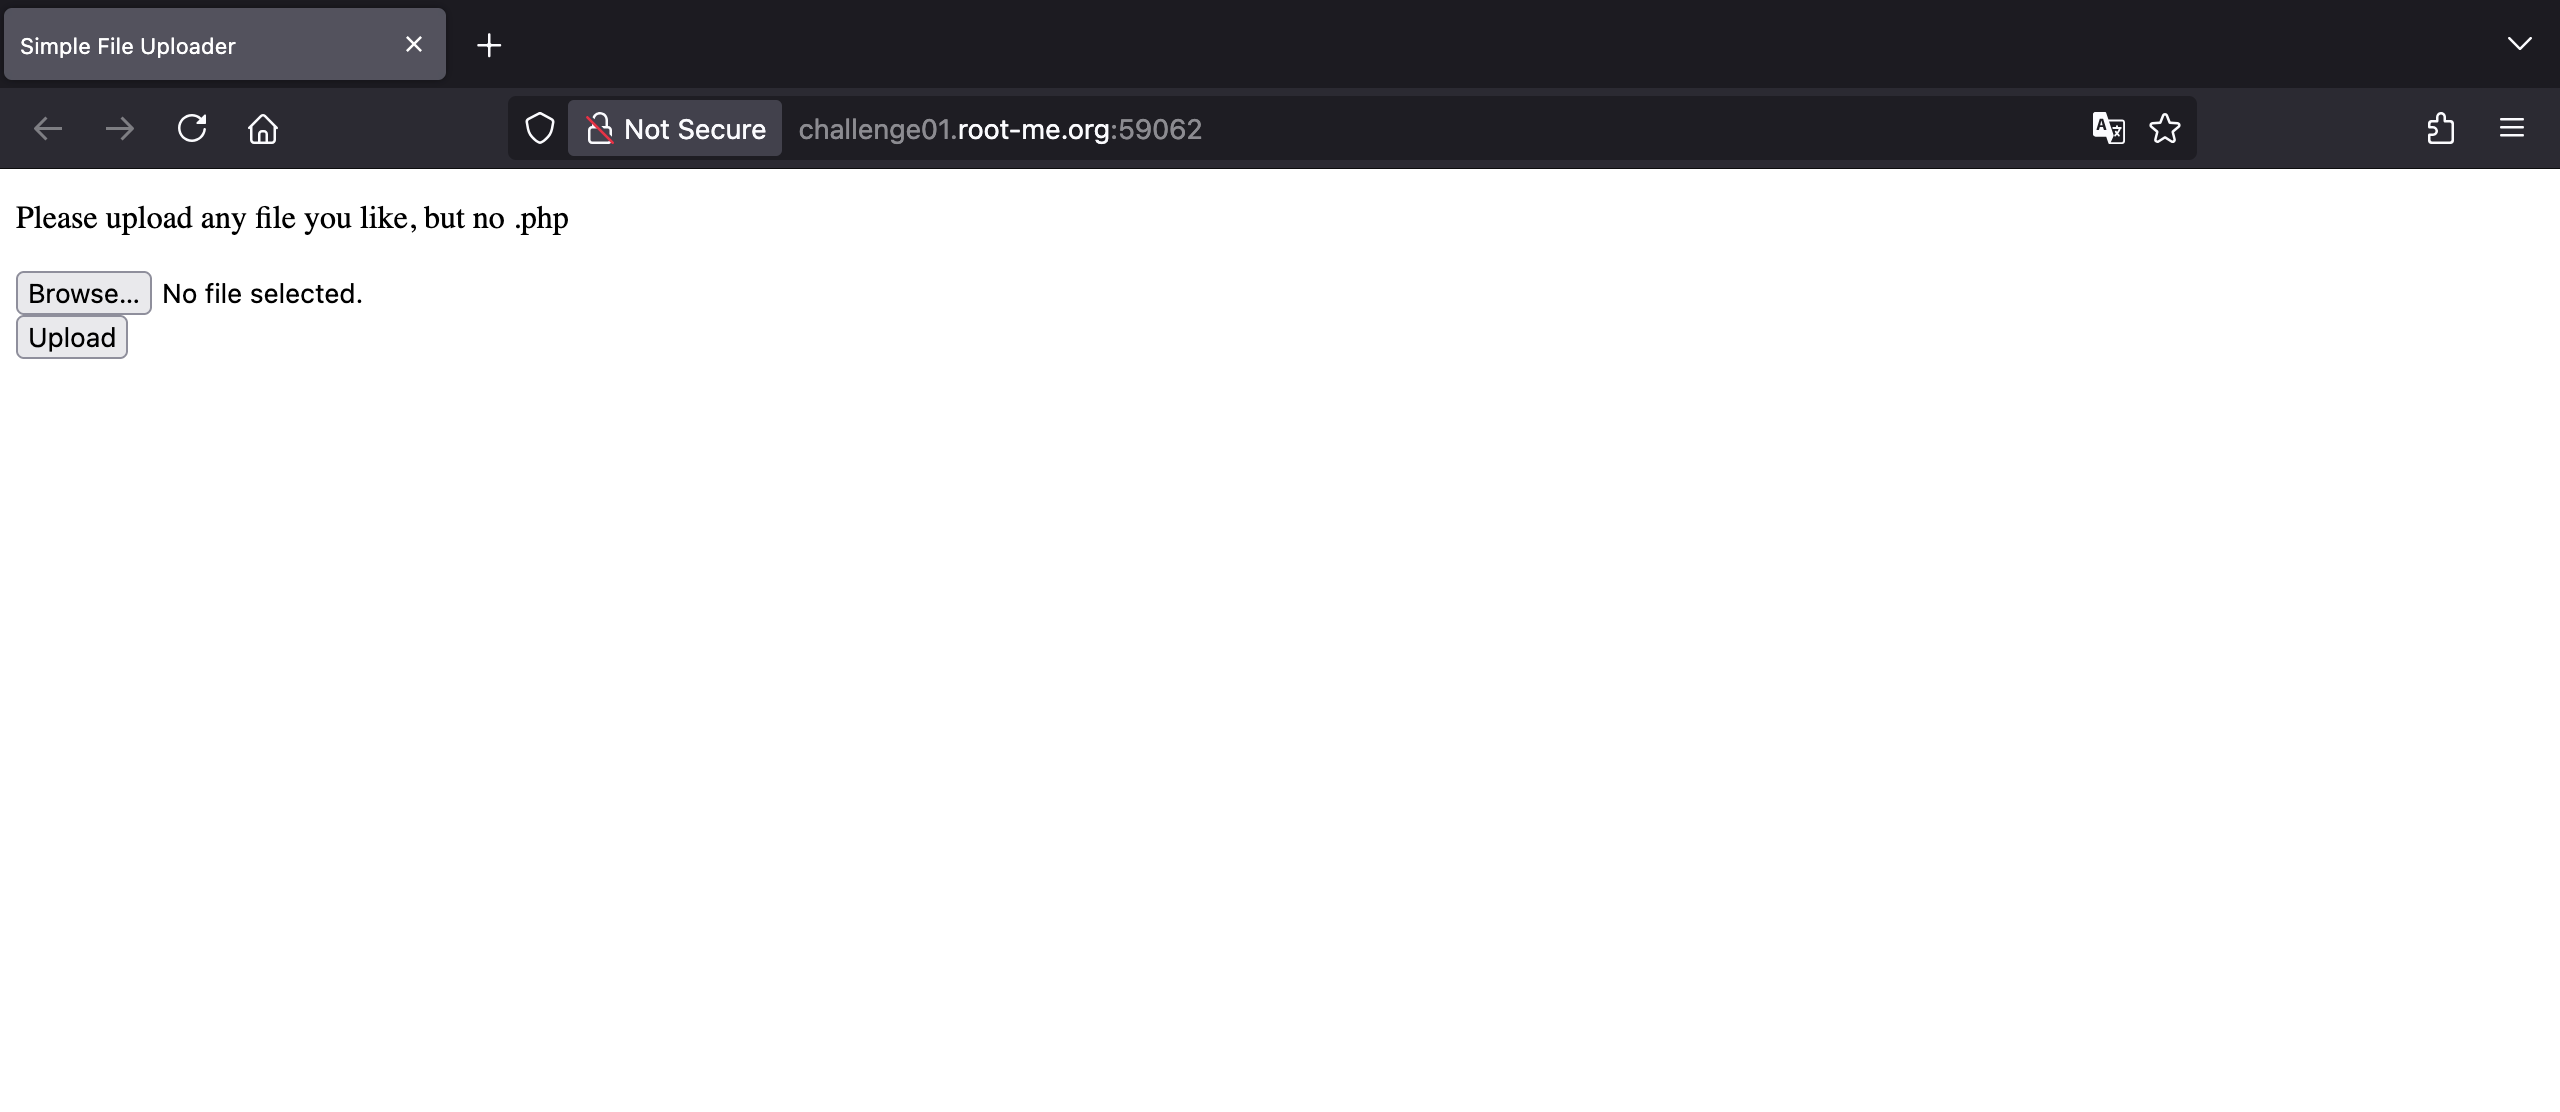 Simple File Uploader
Not Secure challenge01.root-me.org:59062
Please upload any file you like, but no .php
Browse... No file selected.
Upload